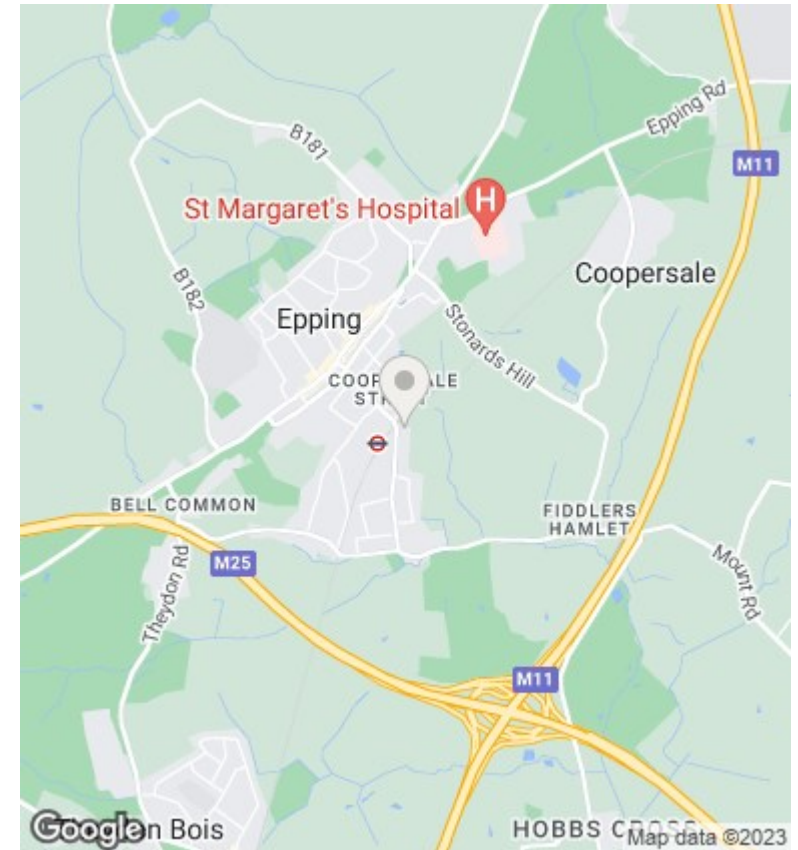 B181
Epping Rd
M11
St Margaret's Hospital
H
B182
Coopersale
Epping
Stonards Hill
BELL COMMON
FIDDLERS
HAMLET
M25
Theydon Rd
Mount Rd
M11
Bois
HOBBS
Google
Map data ©2023